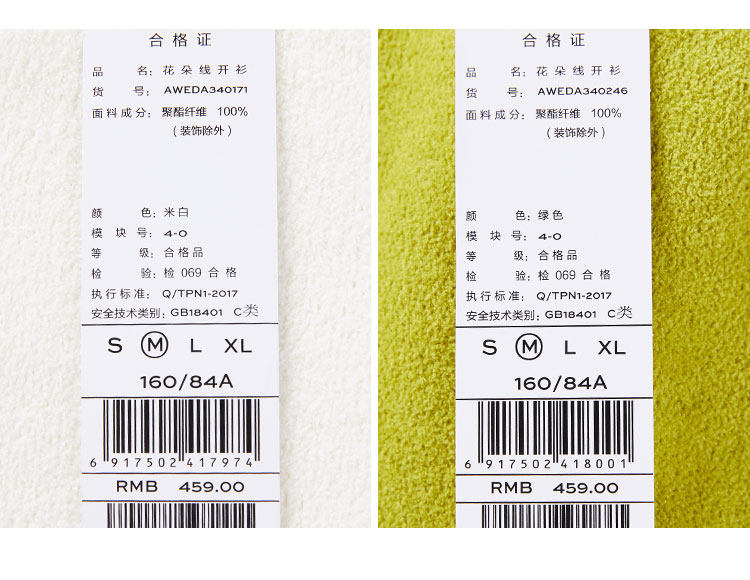 合格证
品 名：花朵线开衫
货 号：AWEDA340171
面料成分：聚酯纤维 100%
（装饰除外）
颜 色：米白
模 块 号：4-0
等 级：合格品
检 验：检 069 合格
执行标准：Q/TPN1-2017
安全技术类别：GB18401 C类
S M L XL
160/84A
6 917502 417974
RMB 459.00
合格证
品 名：花朵线开衫
货 号：AWEDA340246
面料成分：聚酯纤维 100%
（装饰除外）
颜 色：绿色
模 块 号：4-0
等 级：合格品
检 验：检 069 合格
执行标准：Q/TPN1-2017
安全技术类别：GB18401 C类
S M L XL
160/84A
6 917502 418001
RMB 459.00